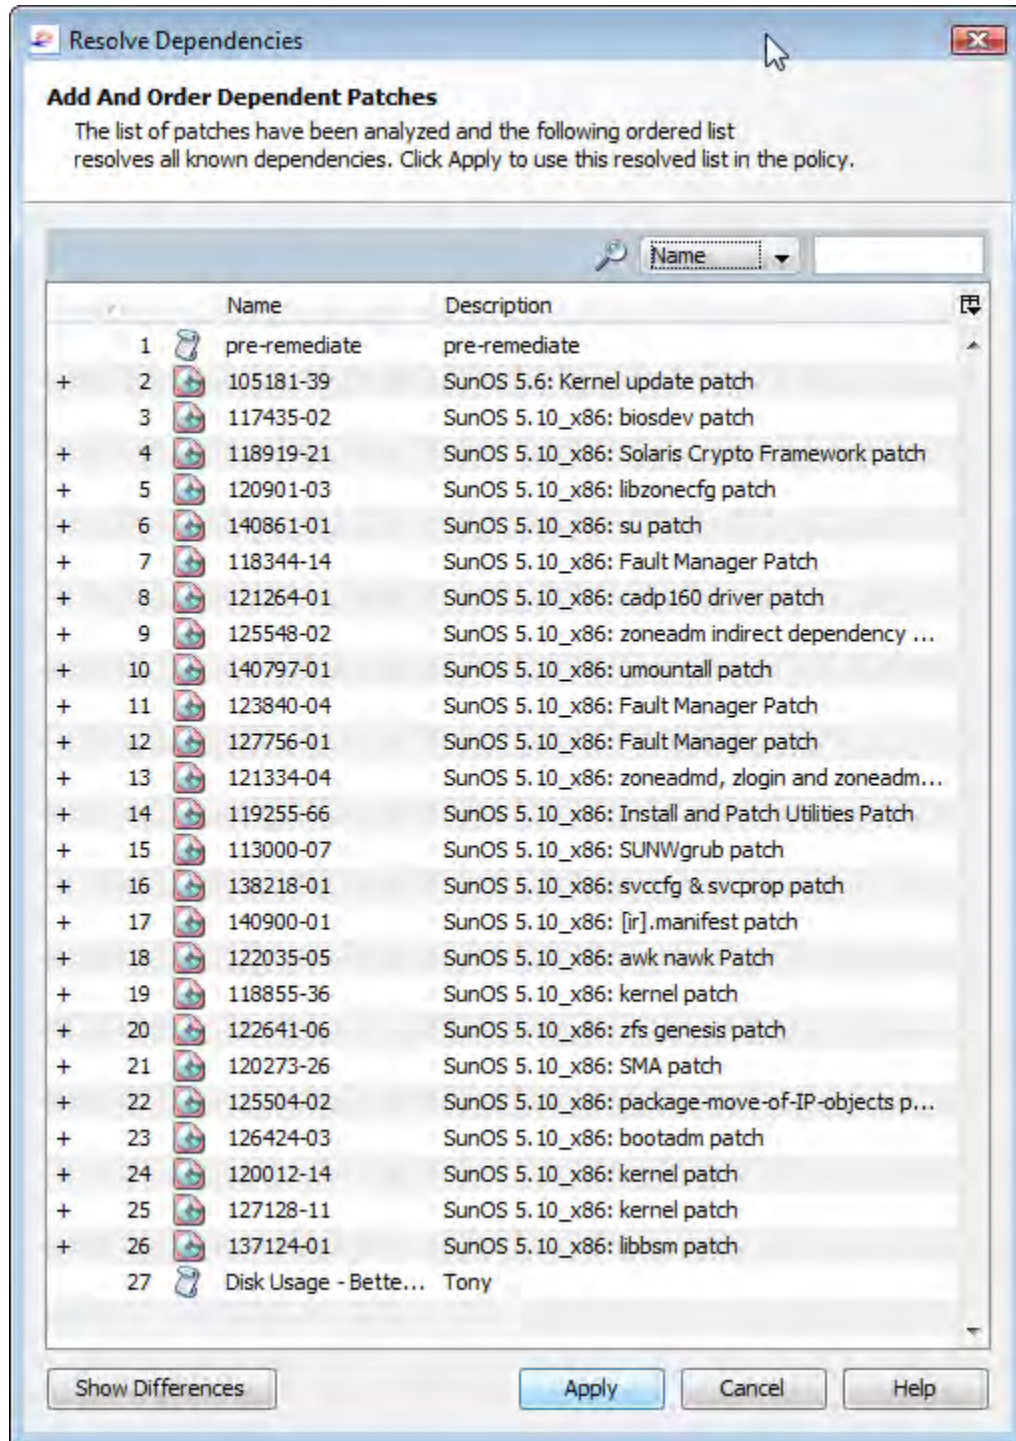 Resolve Dependencies
Add And Order Dependent Patches
The list of patches have been analyzed and the following ordered list
resolves all known dependencies. Click Apply to use this resolved list in the policy.
Name
Name Description
1 pre-remediate pre-remediate
+ 2 105181-39 SunOS 5.6: Kernel update patch
3 117435-02 SunOS 5.10_x86: biosdev patch
+ 4 118919-21 SunOS 5.10_x86: Solaris Crypto Framework patch
+ 5 120901-03 SunOS 5.10_x86: libzonecfg patch
+ 6 140861-01 SunOS 5.10_x86: su patch
+ 7 118344-14 SunOS 5.10_x86: Fault Manager Patch
+ 8 121264-01 SunOS 5.10_x86: cadp160 driver patch
+ 9 125548-02 SunOS 5.10_x86: zoneadm indirect dependency ...
+ 10 140797-01 SunOS 5.10_x86: umountall patch
+ 11 123840-04 SunOS 5.10_x86: Fault Manager Patch
+ 12 127756-01 SunOS 5.10_x86: Fault Manager patch
+ 13 121334-04 SunOS 5.10_x86: zoneadmd, zlogin and zoneadm...
+ 14 119255-66 SunOS 5.10_x86: Install and Patch Utilities Patch
+ 15 113000-07 SunOS 5.10_x86: SUNWgrub patch
+ 16 138218-01 SunOS 5.10_x86: svccfg & svcprop patch
+ 17 140900-01 SunOS 5.10_x86: [ir].manifest patch
+ 18 122035-05 SunOS 5.10_x86: awk nawk Patch
+ 19 118855-36 SunOS 5.10_x86: kernel patch
+ 20 122641-06 SunOS 5.10_x86: zfs genesis patch
+ 21 120273-26 SunOS 5.10_x86: SMA patch
+ 22 125504-02 SunOS 5.10_x86: package-move-of-IP-objects p...
+ 23 126424-03 SunOS 5.10_x86: bootadm patch
+ 24 120012-14 SunOS 5.10_x86: kernel patch
+ 25 127128-11 SunOS 5.10_x86: kernel patch
+ 26 137124-01 SunOS 5.10_x86: libbsm patch
27 Disk Usage - Bette... Tony
Show Differences Apply Cancel Help